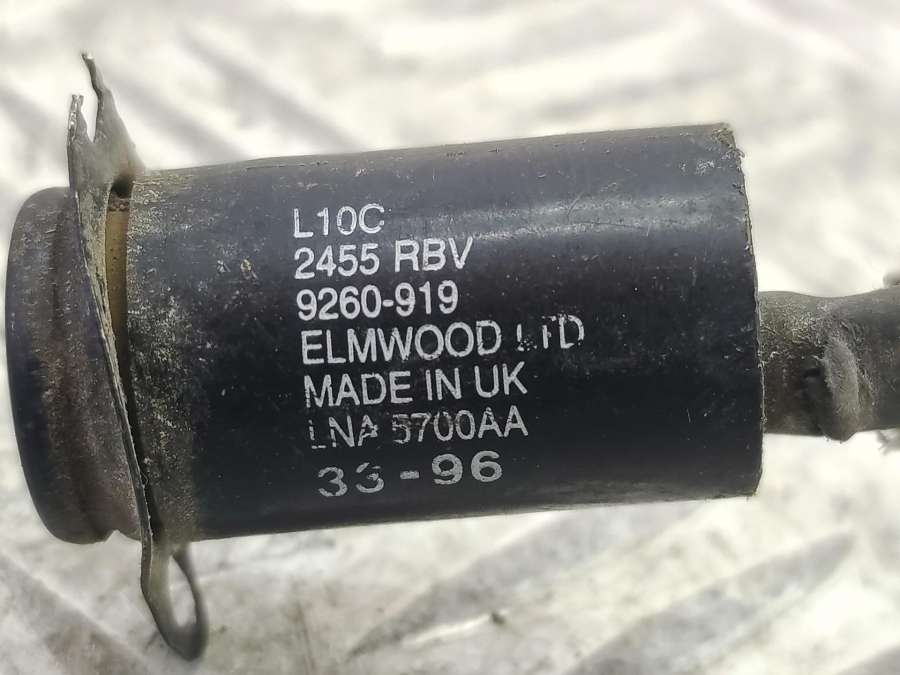 L10C
2455 RBV
9260-919
ELMWOOD LTD
MADE IN UK
LNA 5700AA
33-96